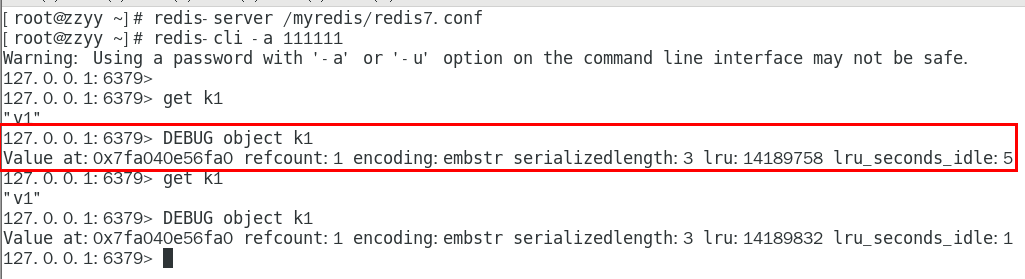 [root@zzyy ~]# redis-server /myredis/redis7.conf
[root@zzyy ~]# redis-cli -a 111111
Warning: Using a password with '-a' or '-u' option on the command line interface may not be safe.
127.0.0.1:6379>
127.0.0.1:6379> get k1
"v1"
127.0.0.1:6379> DEBUG object k1
Value at:0x7fa040e56fa0 refcount:1 encoding:embstr serializedlength:3 lru:14189758 lru_seconds_idle:5
127.0.0.1:6379> get k1
"v1"
127.0.0.1:6379> DEBUG object k1
Value at:0x7fa040e56fa0 refcount:1 encoding:embstr serializedlength:3 lru:14189832 lru_seconds_idle:1
127.0.0.1:6379>